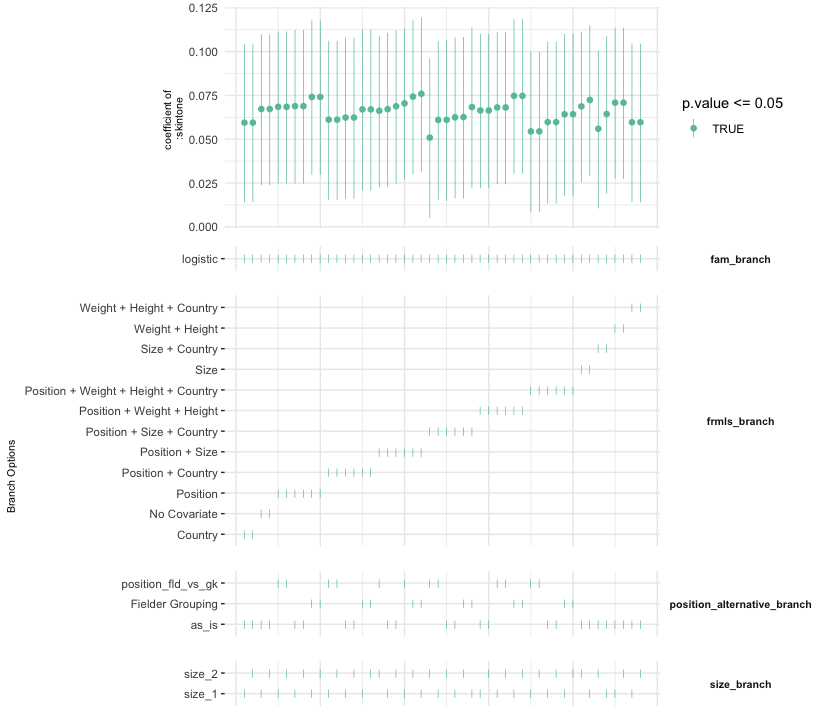 0.125
0.100
0.075
0.050
0.025
0.000
coefficient of
:skintone
p.value <= 0.05
TRUE
logistic
fam_branch
Weight + Height + Country
Weight + Height
Size + Country
Size
Position + Weight + Height + Country
Position + Weight + Height
Position + Size + Country
Position + Size
Position + Country
Position
No Covariate
Country
frmls_branch
Branch Options
position_fld_vs_gk
Fielder Grouping
as_is
position_alternative_branch
size_2
size_1
size_branch